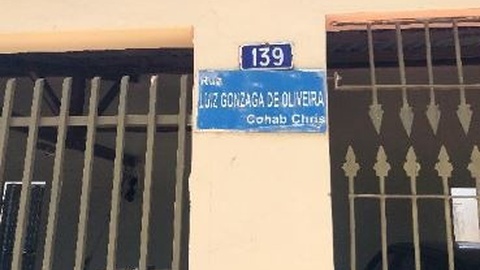 139
Rua
LUIZ GONZAGA DE OLIVEIRA
Cohab Chris